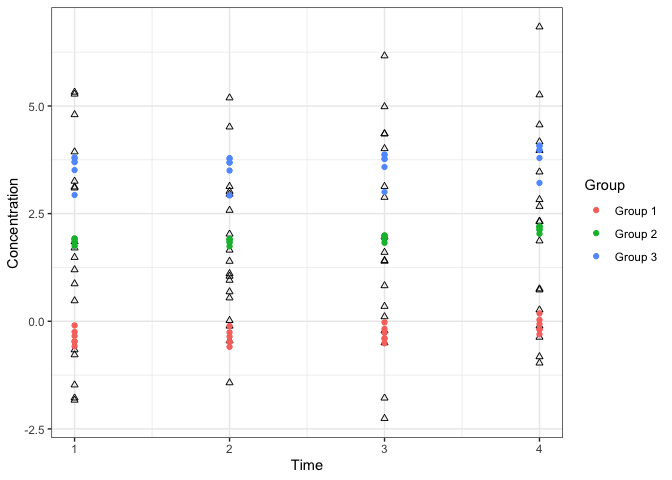 5.0
2.5
0.0
-2.5
Concentration
1 2 3 4
Time
Group
Group 1
Group 2
Group 3